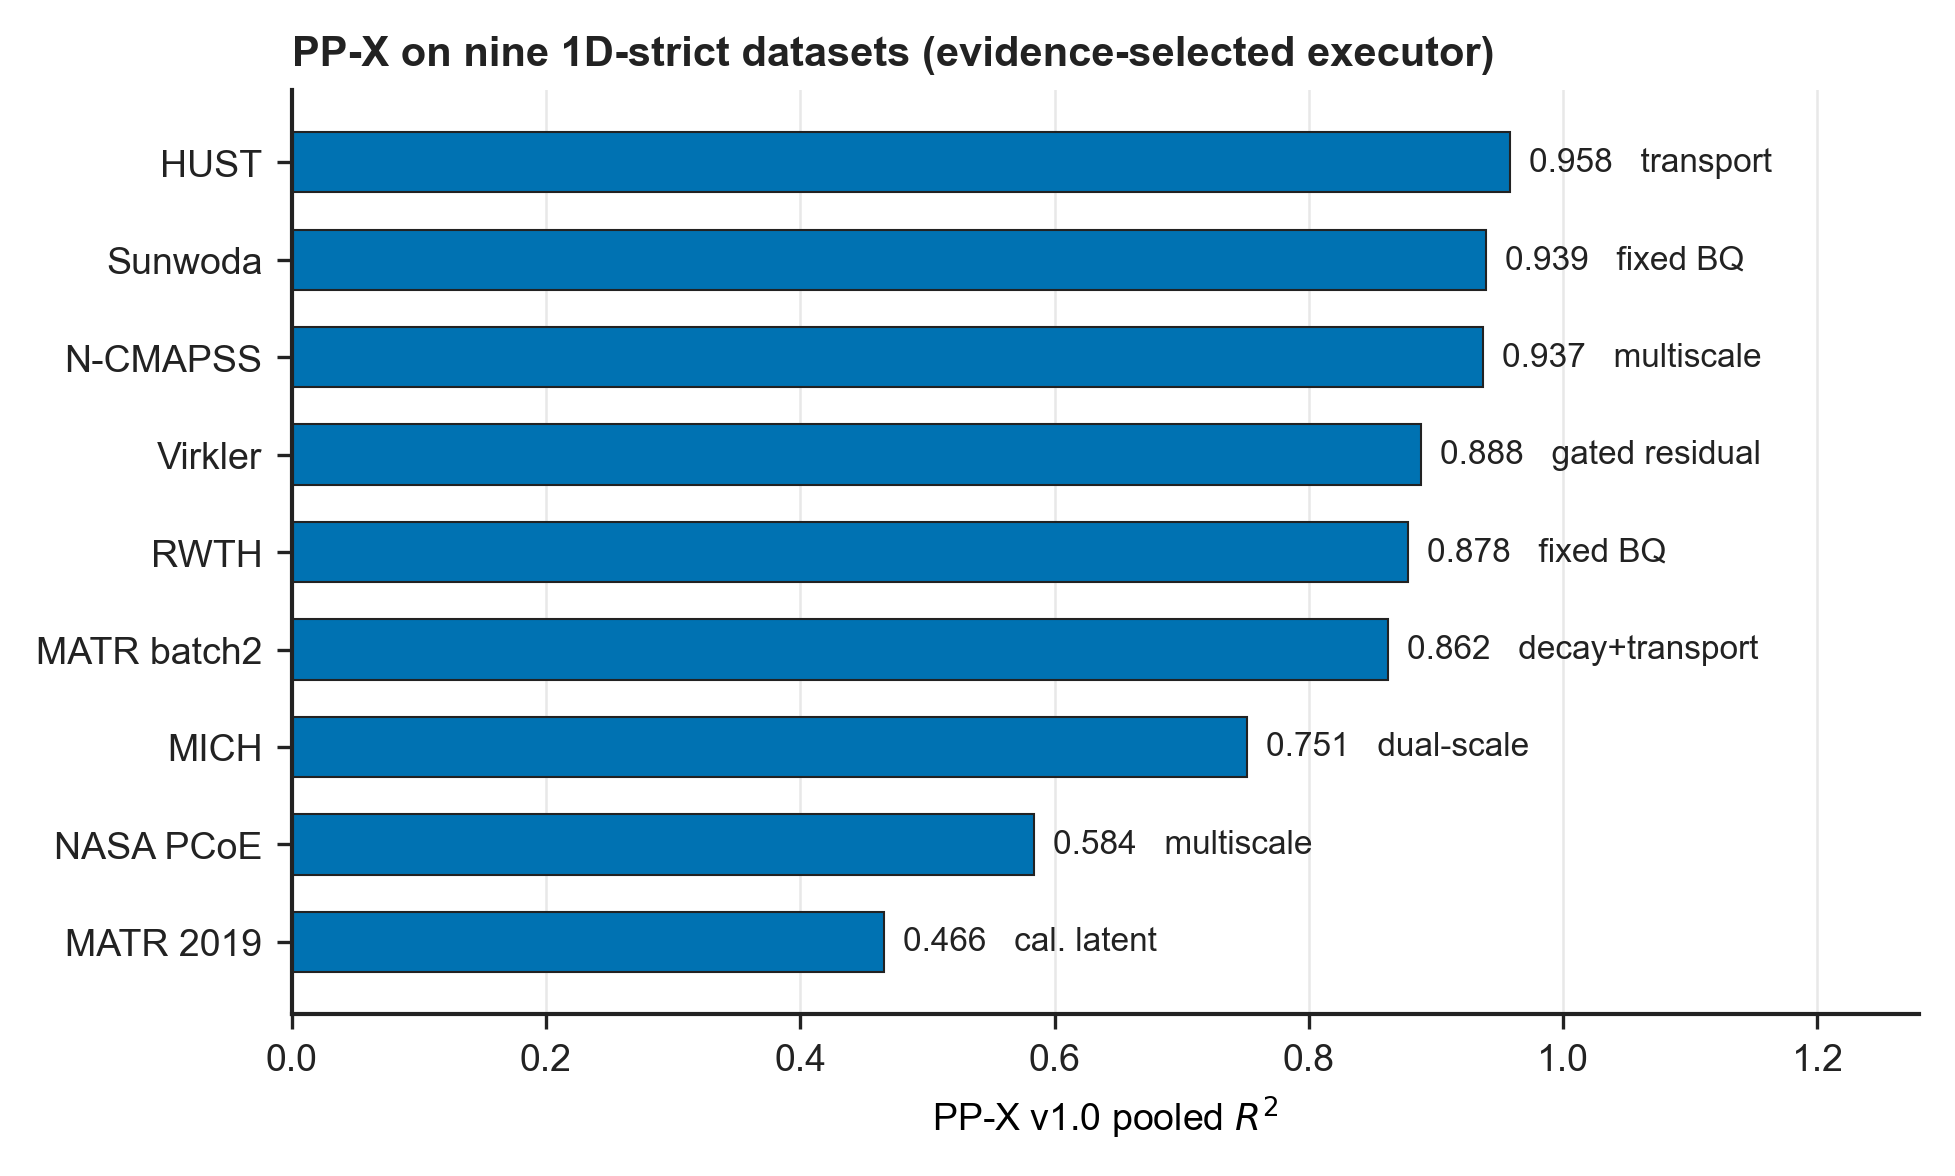 PP-X on nine 1D-strict datasets (evidence-selected executor)
HUST 0.958 transport
Sunwoda 0.939 fixed BQ
N-CMAPSS 0.937 multiscale
Virkler 0.888 gated residual
RWTH 0.878 fixed BQ
MATR batch2 0.862 decay+transport
MICH 0.751 dual-scale
NASA PCoE 0.584 multiscale
MATR 2019 0.466 cal. latent
0.0 0.2 0.4 0.6 0.8 1.0 1.2
PP-X v1.0 pooled R²